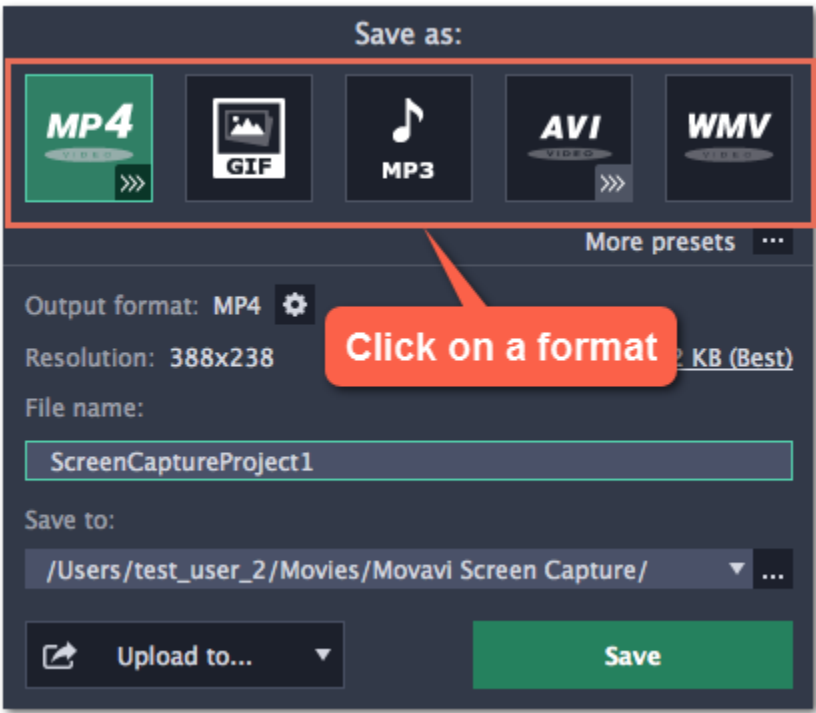 Save as:
MP4 GIF MP3 AVI WMV
VIDEO VIDEO VIDEO
More presets ...
Output format: MP4
Click on a format
Resolution: 388x238 KB (Best)
File name:
ScreenCaptureProject1
Save to:
/Users/test_user_2/Movies/Movavi Screen Capture/ ...
Upload to... Save